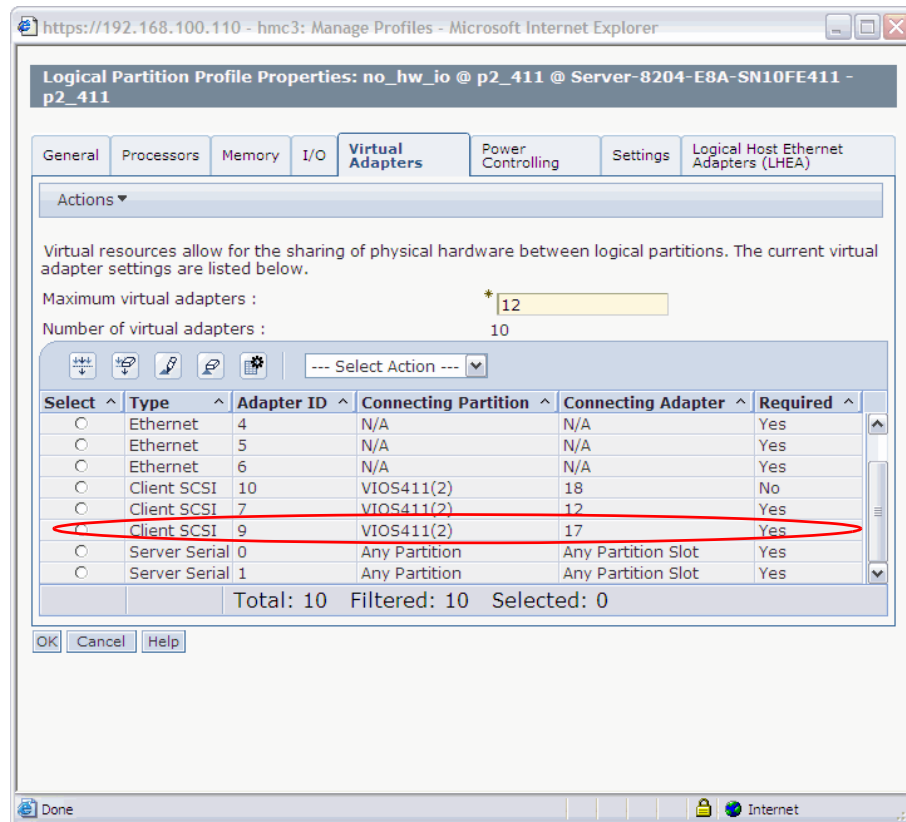 https://192.168.100.110 - hmc3: Manage Profiles - Microsoft Internet Explorer
Logical Partition Profile Properties: no_hw_io @ p2_411 @ Server-8204-E8A-SN10FE411 -
p2_411
General Processors Memory I/O Virtual Adapters Power Controlling Settings Logical Host Ethernet Adapters (LHEA)
Actions
Virtual resources allow for the sharing of physical hardware between logical partitions. The current virtual
adapter settings are listed below.
Maximum virtual adapters : * 12
Number of virtual adapters : 10
--- Select Action ---
Select ^ Type ^ Adapter ID ^ Connecting Partition ^ Connecting Adapter ^ Required ^
Ethernet 4 N/A N/A Yes
Ethernet 5 N/A N/A Yes
Ethernet 6 N/A N/A Yes
Client SCSI 10 VIOS411(2) 18 No
Client SCSI 7 VIOS411(2) 12 Yes
Client SCSI 9 VIOS411(2) 17 Yes
Server Serial 0 Any Partition Any Partition Slot Yes
Server Serial 1 Any Partition Any Partition Slot Yes
Total: 10 Filtered: 10 Selected: 0
OK Cancel Help
Done Internet